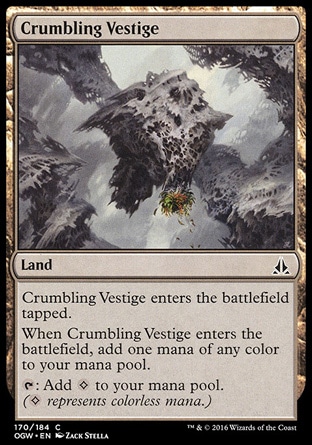 Crumbling Vestige
Land
Crumbling Vestige enters the battlefield
tapped.
When Crumbling Vestige enters the
battlefield, add one mana of any color
to your mana pool.
: Add ◇ to your mana pool.
(◇ represents colorless mana.)
170/184 C
OGW • EN Zack Stella
™ & © 2016 Wizards of the Coast